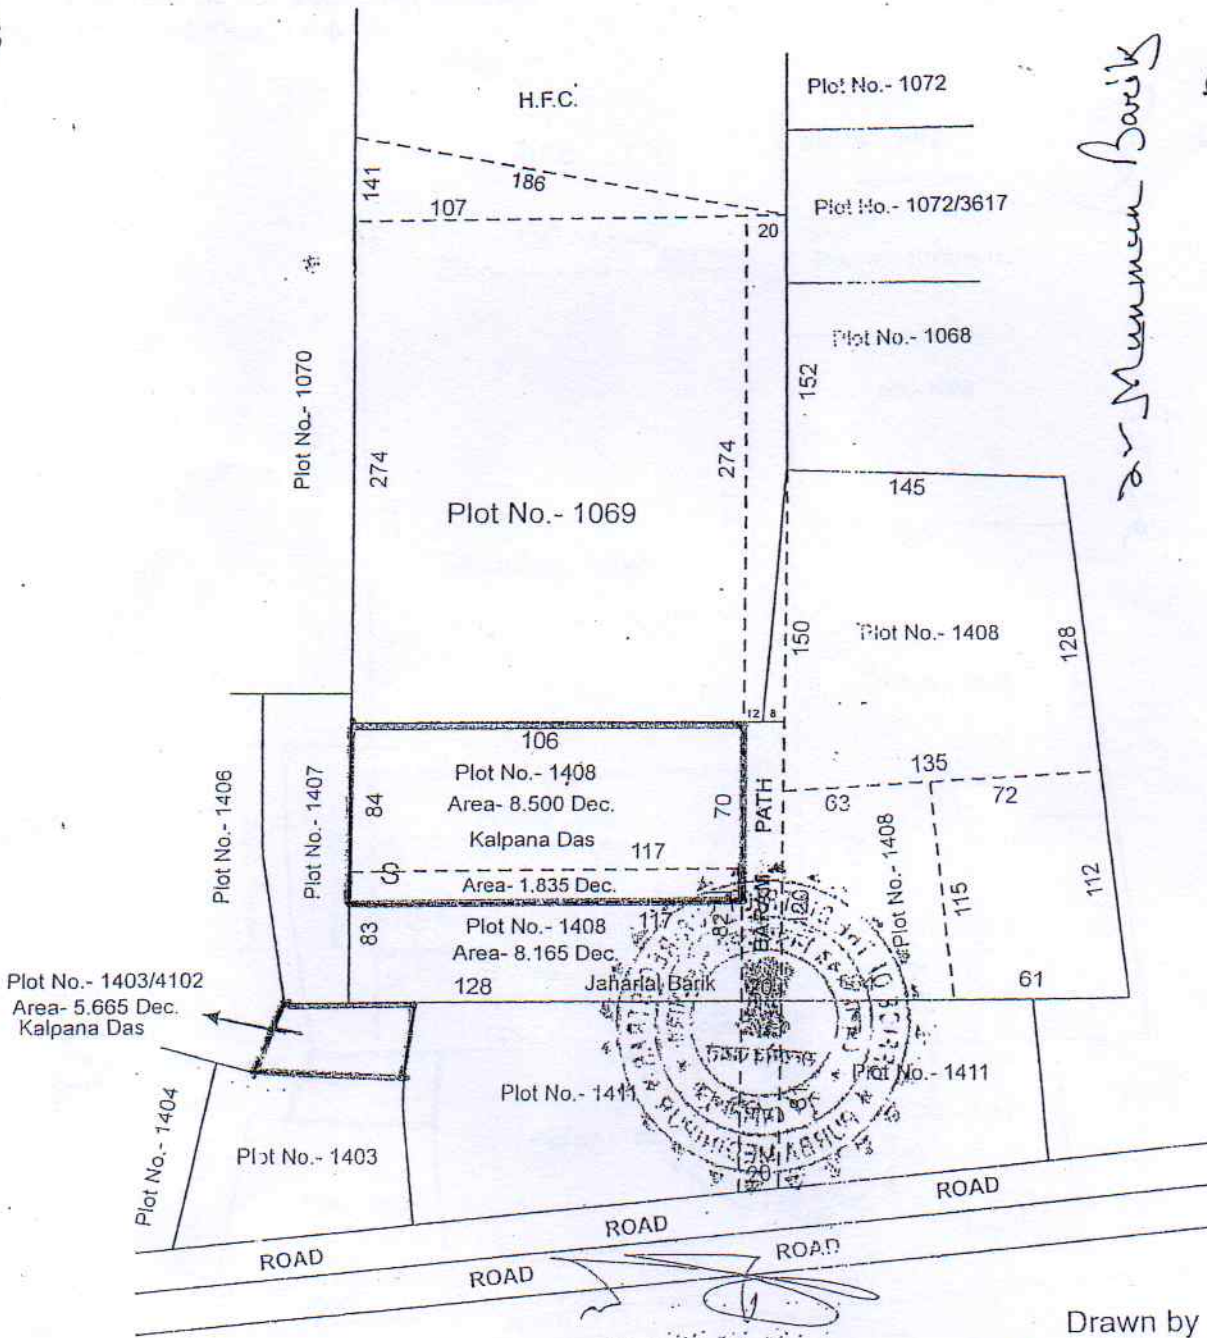 H.F.C.
Plot No.- 1072
141
186
107
Plot No.- 1072/3617
20
Plot No.- 1070
Plot No.- 1068
152
274
274
145
Plot No.- 1069
150
Plot No.- 1408
128
12 8
106
Plot No.- 1406
Plot No.- 1407
84
Plot No.- 1408
Area- 8.500 Dec.
Kalpana Das
70
PATH
135
63
72
117
Area- 1.835 Dec.
Plot No.- 1408
115
112
83
Plot No.- 1408
117
82
Area- 8.165 Dec.
128
Jaharlal Barik
20
61
Plot No.- 1403/4102
Area- 5.665 Dec.
Kalpana Das
Plot No.- 1411
Plot No.- 1411
Plot No.- 1404
Plot No.- 1403
20
ROAD
ROAD
ROAD
ROAD
ROAD
Drawn by